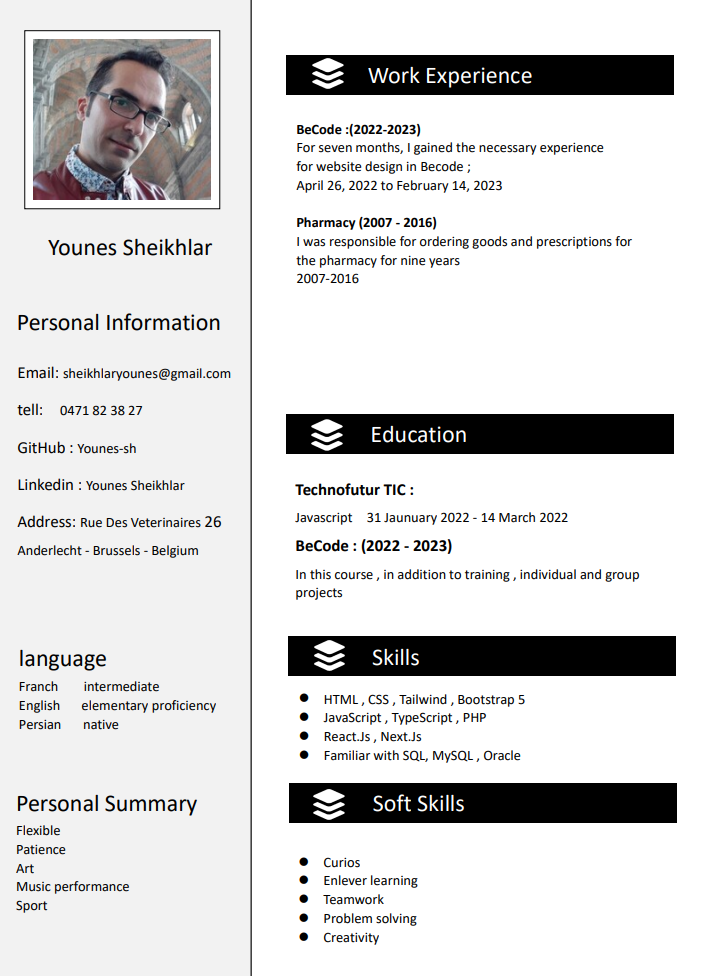 Younes Sheikhlar
Personal Information
Email: sheikhlaryounes@gmail.com
tell: 0471 82 38 27
GitHub : Younes-sh
Linkedin : Younes Sheikhlar
Address: Rue Des Veterinaires 26
Anderlecht - Brussels - Belgium
language
Franch intermediate
English elementary proficiency
Persian native
Personal Summary
Flexible
Patience
Art
Music performance
Sport
Work Experience
BeCode :(2022-2023)
For seven months, I gained the necessary experience
for website design in Becode ;
April 26, 2022 to February 14, 2023
Pharmacy (2007 - 2016)
I was responsible for ordering goods and prescriptions for
the pharmacy for nine years
2007-2016
Education
Technofutur TIC :
Javascript 31 Jaunuary 2022 - 14 March 2022
BeCode : (2022 - 2023)
In this course , in addition to training , individual and group
projects
Skills
● HTML , CSS , Tailwind , Bootstrap 5
● JavaScript , TypeScript , PHP
● React.Js , Next.Js
● Familiar with SQL, MySQL , Oracle
Soft Skills
● Curios
● Enlever learning
● Teamwork
● Problem solving
● Creativity